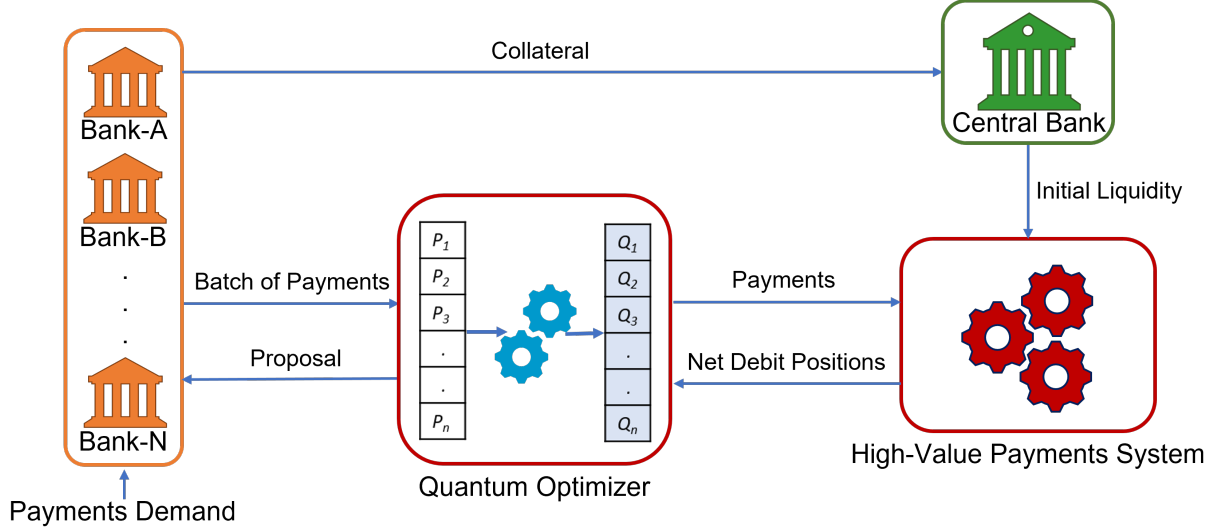 Collateral
Bank-A
Central Bank
Bank-B
Initial Liquidity
Batch of Payments
P1
P2
P3
.
.
Pn
Q1
Q2
Q3
.
.
Qn
Payments
Net Debit Positions
.
.
.
Proposal
Bank-N
High-Value Payments System
Quantum Optimizer
Payments Demand